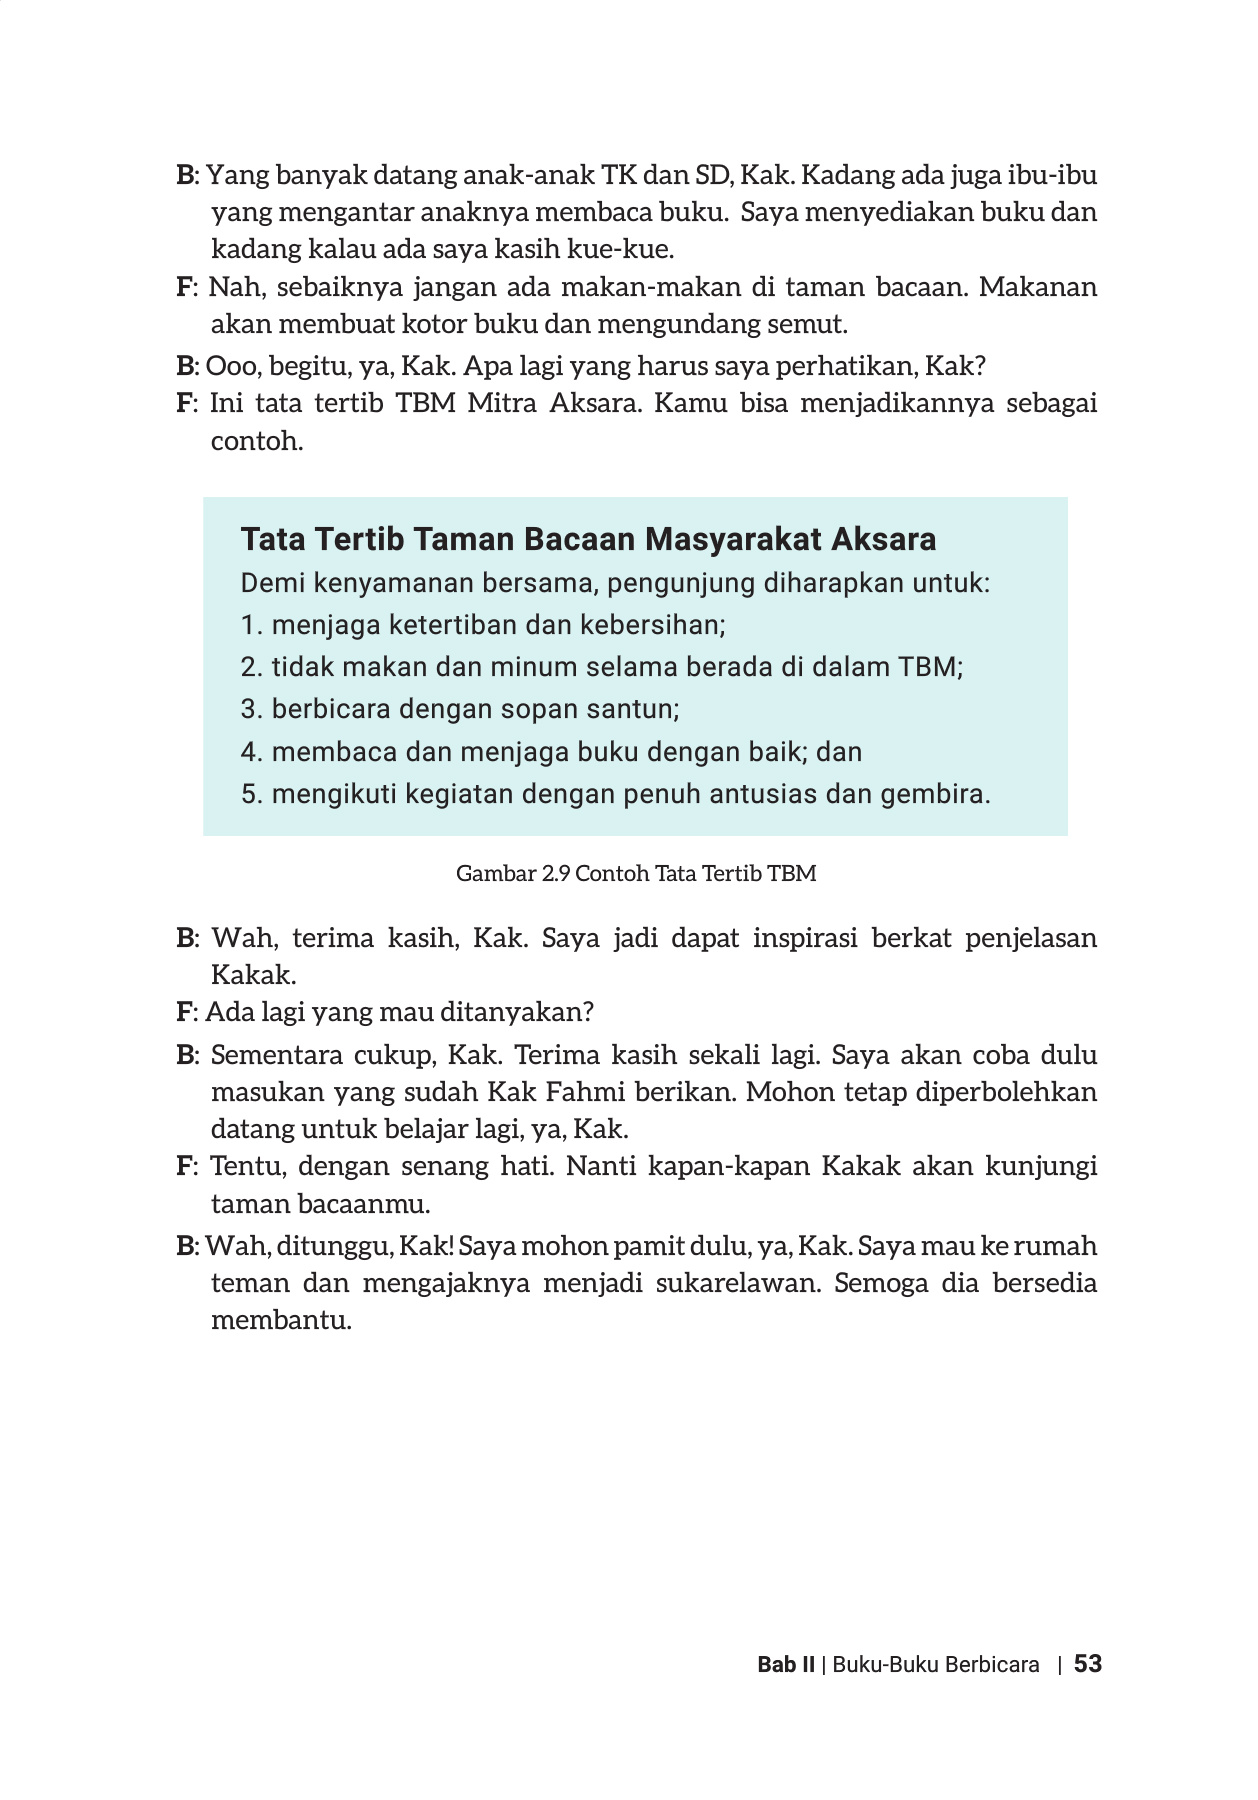 B: Yang banyak datang anak-anak TK dan SD, Kak. Kadang ada juga ibu-ibu
yang mengantar anaknya membaca buku. Saya menyediakan buku dan
kadang kalau ada saya kasih kue-kue.
F: Nah, sebaiknya jangan ada makan-makan di taman bacaan. Makanan
akan membuat kotor buku dan mengundang semut.
B: Ooo, begitu, ya, Kak. Apa lagi yang harus saya perhatikan, Kak?
F: Ini tata tertib TBM Mitra Aksara. Kamu bisa menjadikannya sebagai
contoh.
Tata Tertib Taman Bacaan Masyarakat Aksara
Demi kenyamanan bersama, pengunjung diharapkan untuk:
1. menjaga ketertiban dan kebersihan;
2. tidak makan dan minum selama berada di dalam TBM;
3. berbicara dengan sopan santun;
4. membaca dan menjaga buku dengan baik; dan
5. mengikuti kegiatan dengan penuh antusias dan gembira.
Gambar 2.9 Contoh Tata Tertib TBM
B: Wah, terima kasih, Kak. Saya jadi dapat inspirasi berkat penjelasan
Kakak.
F: Ada lagi yang mau ditanyakan?
B: Sementara cukup, Kak. Terima kasih sekali lagi. Saya akan coba dulu
masukan yang sudah Kak Fahmi berikan. Mohon tetap diperbolehkan
datang untuk belajar lagi, ya, Kak.
F: Tentu, dengan senang hati. Nanti kapan-kapan Kakak akan kunjungi
taman bacaanmu.
B: Wah, ditunggu, Kak! Saya mohon pamit dulu, ya, Kak. Saya mau ke rumah
teman dan mengajaknya menjadi sukarelawan. Semoga dia bersedia
membantu.
Bab II | Buku-Buku Berbicara | 53